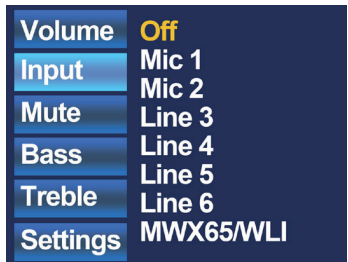 Volume
Input
Mute
Bass
Treble
Settings
Off
Mic 1
Mic 2
Line 3
Line 4
Line 5
Line 6
MWX65/WLI